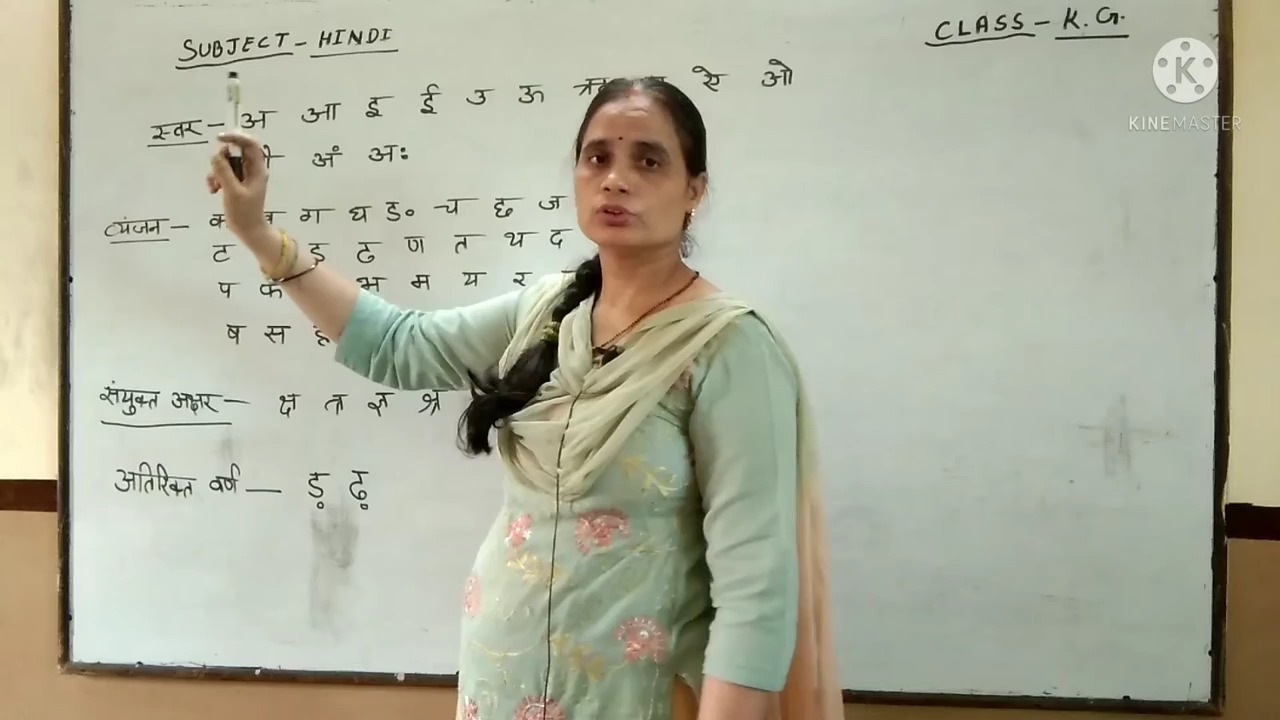 SUBJECT - HINDI
CLASS - K. G.
स्वर - अ आ इ ई उ ऊ ऐ ओ
अं अः
व्यंजन - ग घ ड॰ च छ ज
ट ड ढ ण त थ द
प भ म य र
ष स ह
संयुक्त अक्षर - क्ष त्र ज्ञ श्र
अतिरिक्त वर्ण - ड़ ढ़
K
KINEMASTER